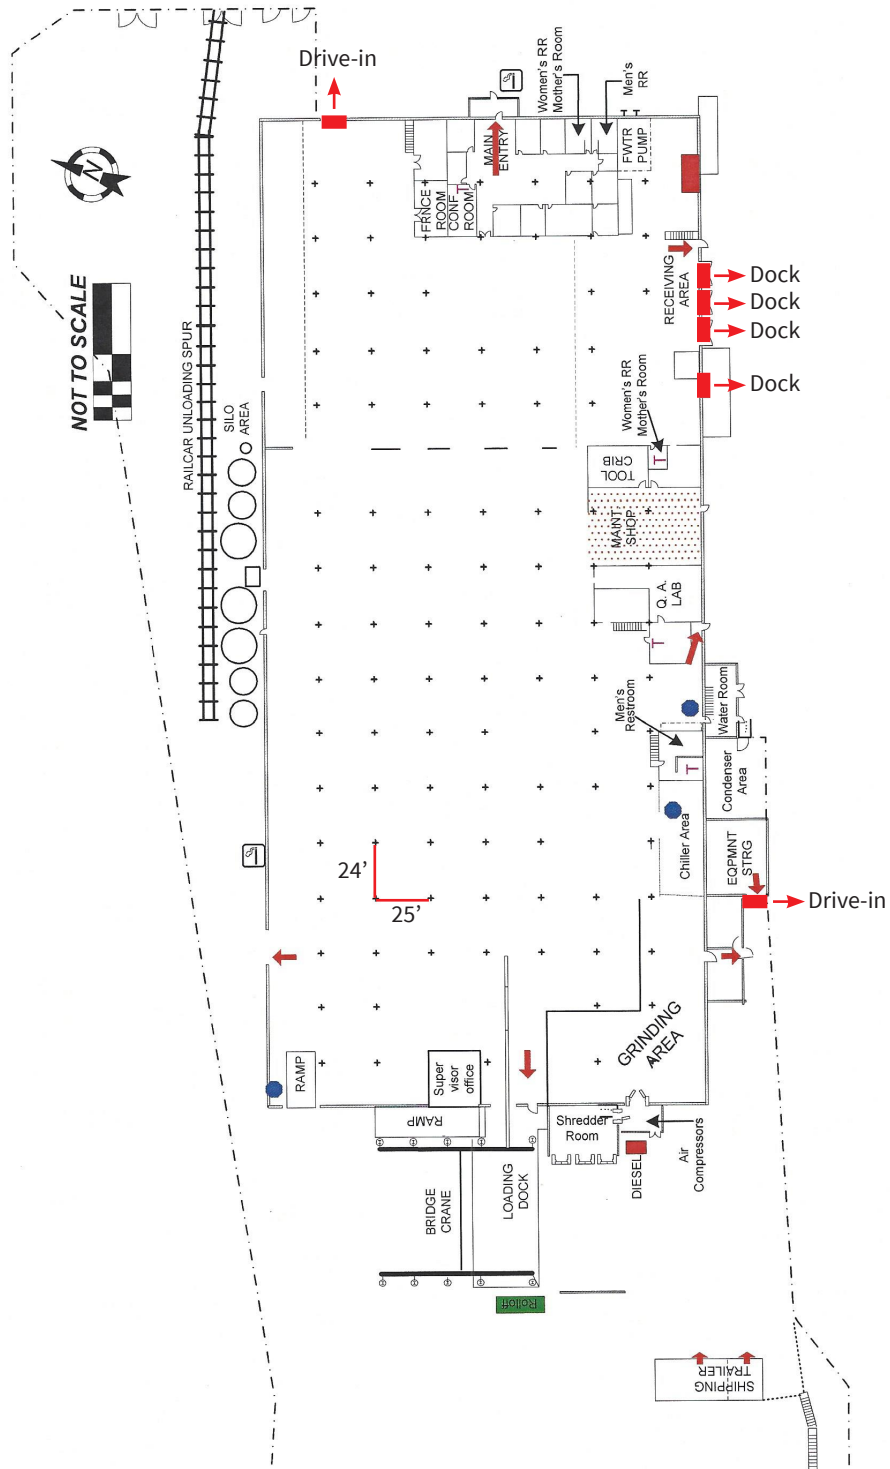 Drive-in
Women's RR
Mother's Room
Men's
RR
MAIN
ENTRY
FWTR
PUMP
FRNCE
ROOM
CONF
ROOM
T
N
NOT TO SCALE
RAILCAR UNLOADING SPUR
SILO
AREA
RECEIVING
AREA
Dock
Dock
Dock
Dock
Women's RR
Mother's Room
T
TOOL
CRIB
MAINT
SHOP
Q. A.
LAB
T
Men's
Restroom
T
Water Room
Condenser
Area
Chiller Area
EQPMNT
STRG
24'
25'
Drive-in
GRINDING
AREA
RAMP
Super
visor
office
RAMP
Shredder
Room
DIESEL
Air
Compressors
BRIDGE
CRANE
LOADING
DOCK
Rolloff
SHIPPING
TRAILER